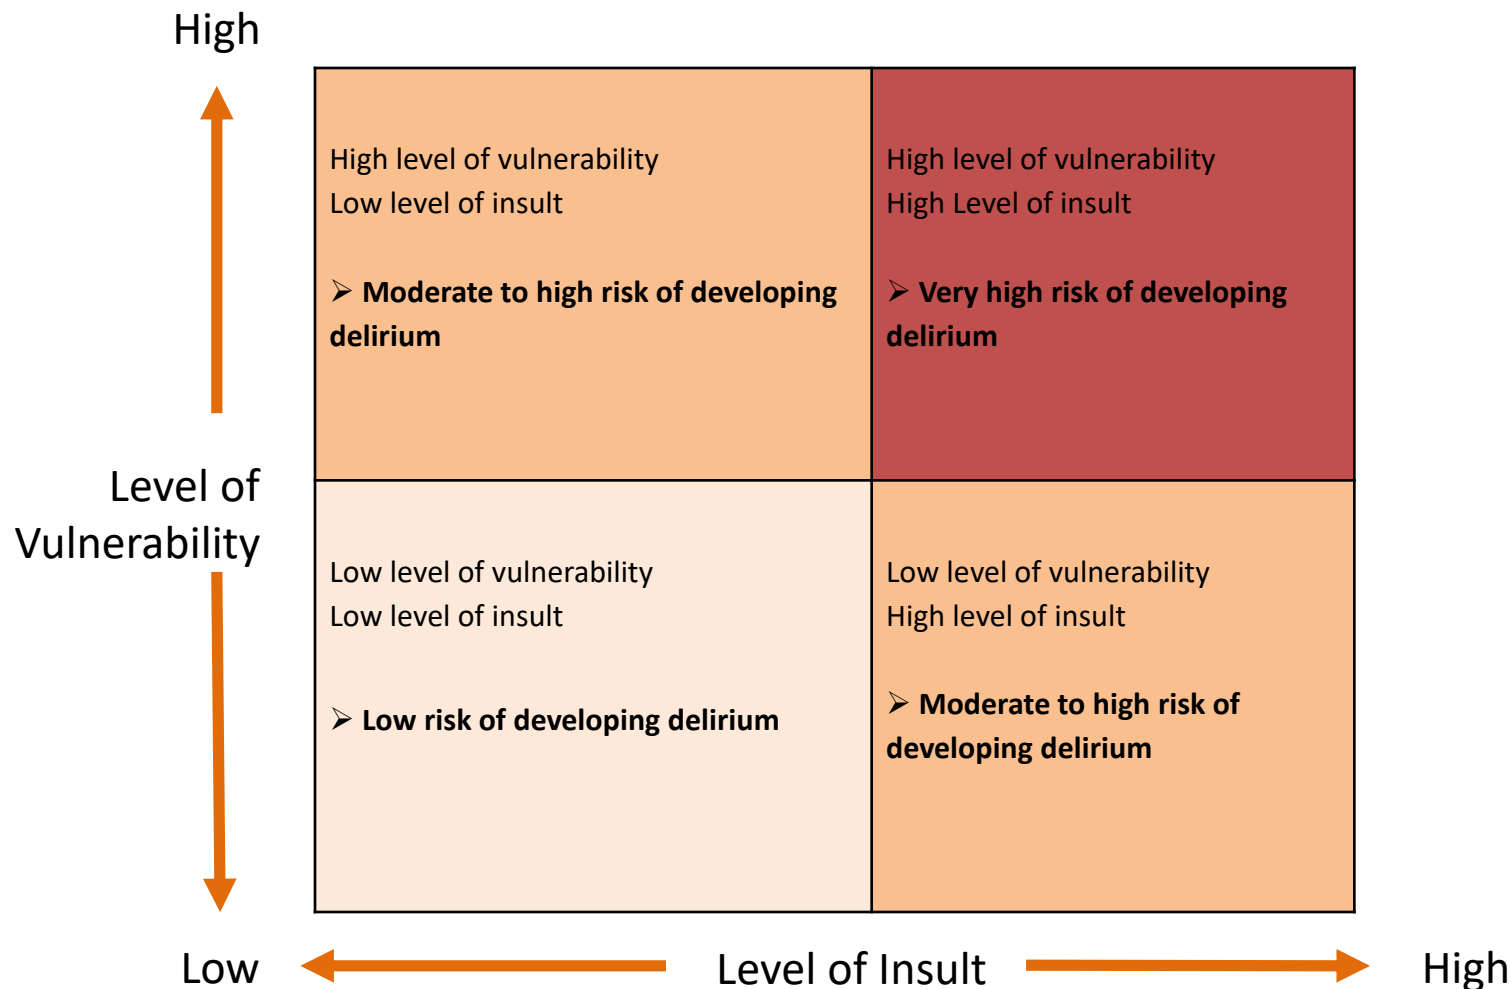 High
High level of vulnerability
Low level of insult
➢ Moderate to high risk of developing
delirium
High level of vulnerability
High Level of insult
➢ Very high risk of developing
delirium
Level of
Vulnerability
Low level of vulnerability
Low level of insult
➢ Low risk of developing delirium
Low level of vulnerability
High level of insult
➢ Moderate to high risk of
developing delirium
Low
Level of Insult
High